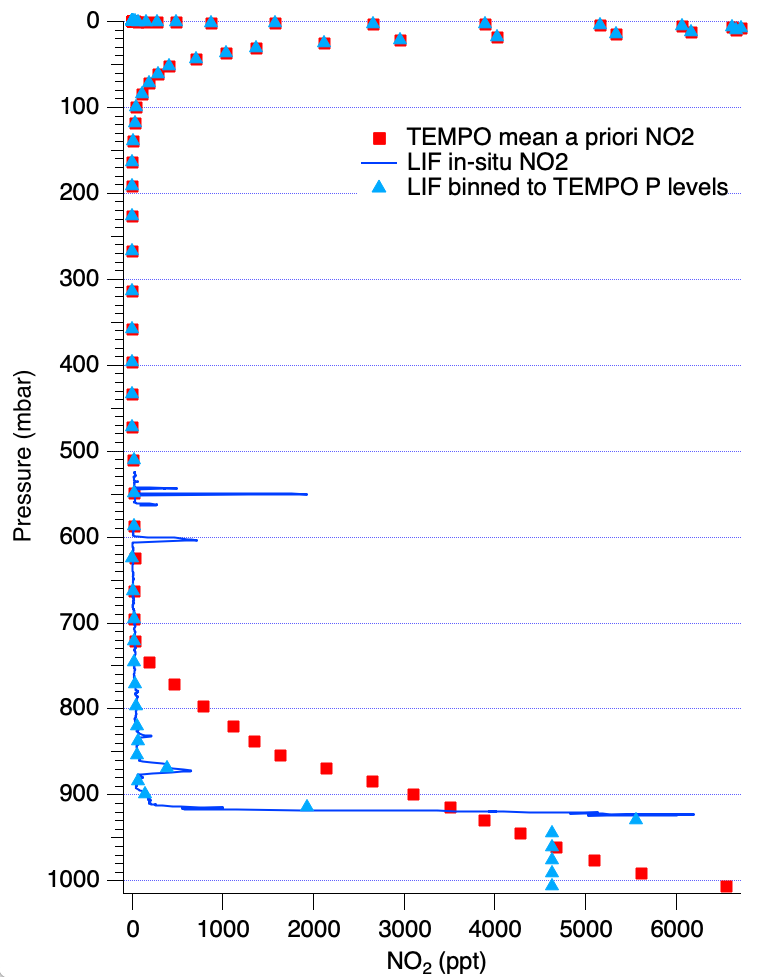 0
100
TEMPO mean a priori NO2
LIF in-situ NO2
LIF binned to TEMPO P levels
200
300
400
500
600
700
800
900
1000
Pressure (mbar)
0 1000 2000 3000 4000 5000 6000
NO₂ (ppt)